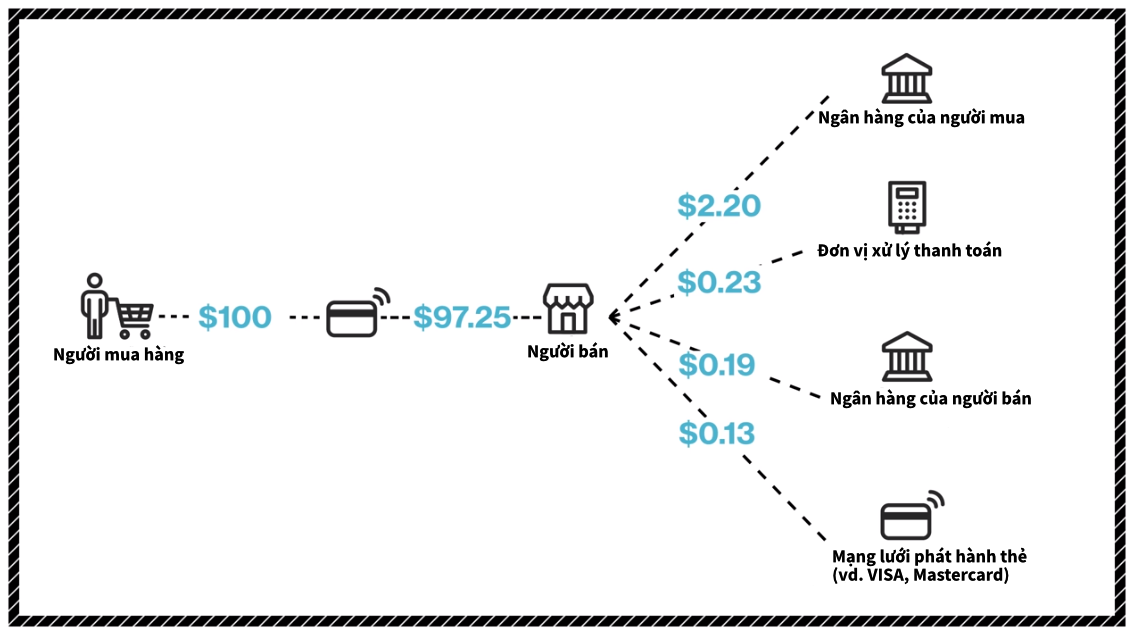 Ngân hàng của người mua
$2.20
Đơn vị xử lý thanh toán
$0.23
$100
$97.25
Người mua hàng
Người bán
$0.19
Ngân hàng của người bán
$0.13
Mạng lưới phát hành thẻ
(vd. VISA, Mastercard)